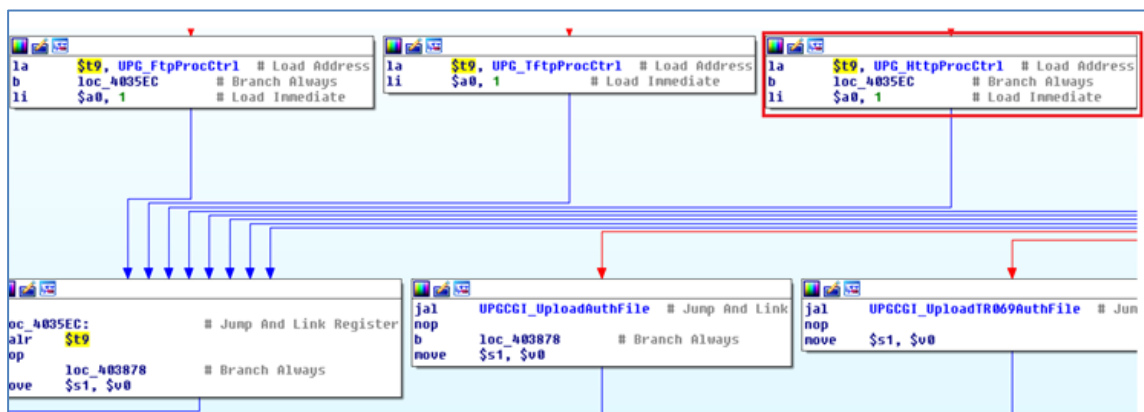 la $t9, UPG_FtpProcCtrl # Load Address
b loc_4035EC # Branch Always
li $a0, 1 # Load Immediate
la $t9, UPG_TftpProcCtrl # Load Address
li $a0, 1 # Load Immediate
la $t9, UPG_HttpProcCtrl # Load Address
b loc_4035EC # Branch Always
li $a0, 1 # Load Immediate
oc_4035EC: # Jump And Link Register
alr $t9
op
loc_403878 # Branch Always
ove $s1, $v0
jal UPGCGI_UploadAuthFile # Jump And Link
nop
b loc_403878 # Branch Always
move $s1, $v0
jal UPGCGI_UploadTR069AuthFile # Jum
nop
move $s1, $v0